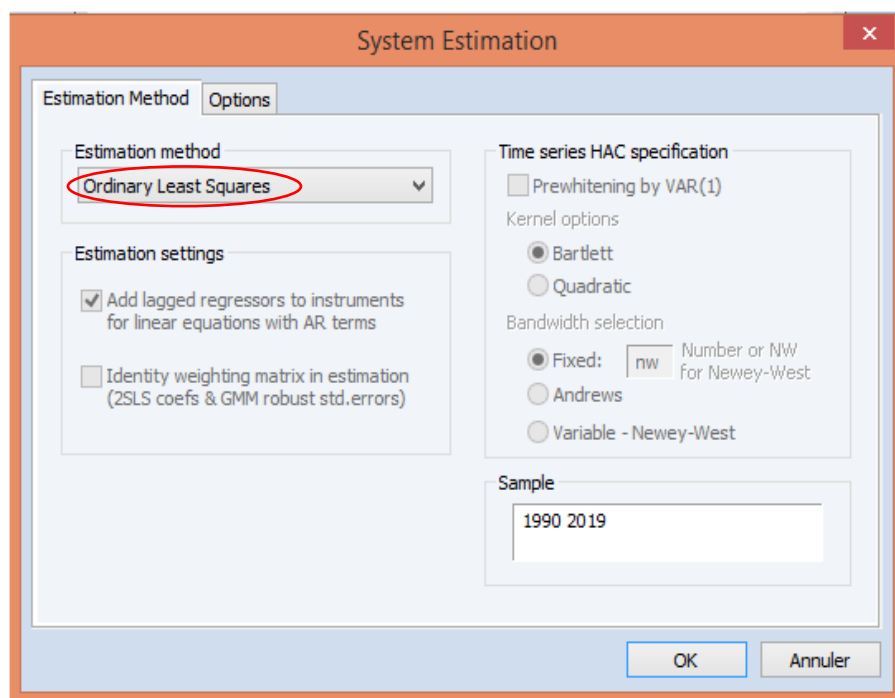 System Estimation
Estimation Method
Options
Estimation method
Ordinary Least Squares
Estimation settings
Add lagged regressors to instruments
for linear equations with AR terms
Identity weighting matrix in estimation
(2SLS coefs & GMM robust std.errors)
Time series HAC specification
Prewhitening by VAR(1)
Kernel options
Bartlett
Quadratic
Bandwidth selection
Fixed:
nw
Number or NW
for Newey-West
Andrews
Variable - Newey-West
Sample
1990 2019
OK
Annuler